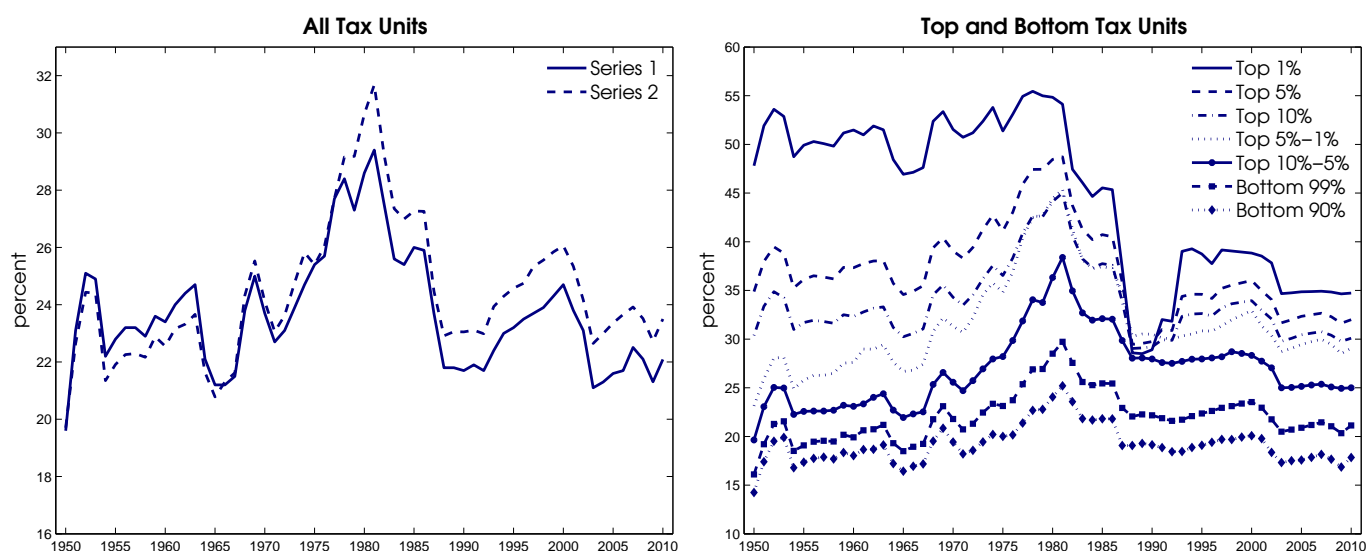 All Tax Units
percent
32
30
28
26
24
22
20
18
16
1950 1955 1960 1965 1970 1975 1980 1985 1990 1995 2000 2005 2010
Series 1
Series 2
Top and Bottom Tax Units
percent
60
55
50
45
40
35
30
25
20
15
10
1950 1955 1960 1965 1970 1975 1980 1985 1990 1995 2000 2005 2010
Top 1%
Top 5%
Top 10%
Top 5%−1%
Top 10%−5%
Bottom 99%
Bottom 90%